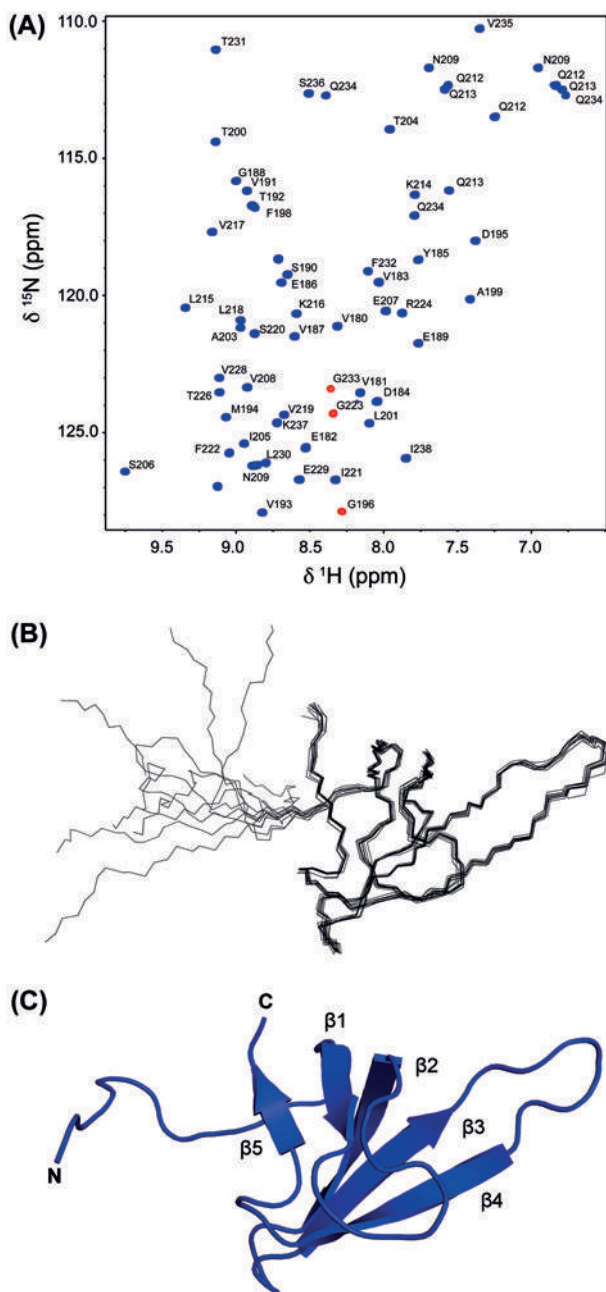 (A)
110.0
V235
T231
N209
N209
S236
Q234
Q212
Q213
Q212
Q213
Q234
Q212
T204
T200
115.0
G188
V191
T192
F198
K214
Q213
Q234
V217
D195
S190
E186
F232
V183
Y185
L215
L218
K216
E207
R224
A199
V180
120.0
A203
S220
V187
E189
V228
V208
G233
V181
T226
G223
D184
M194
V219
K237
L201
125.0
I205
F222
L230
E182
I238
S206
N209
E229
I221
V193
G196
9.5
9.0
8.5
8.0
7.5
7.0
δ 15N (ppm)
δ 1H (ppm)
(B)
(C)
C
β1
β2
β3
β5
N
β4